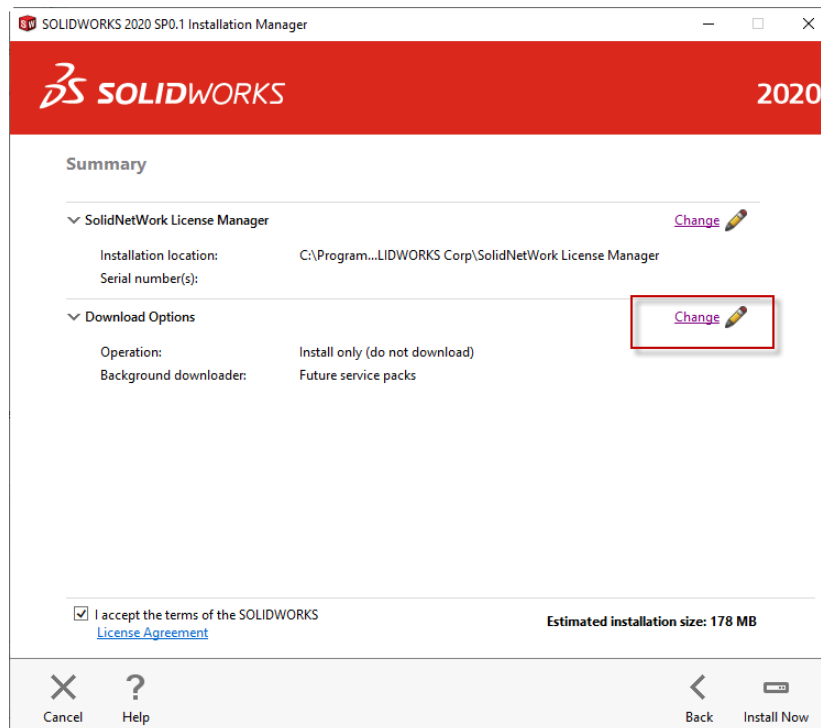 SOLIDWORKS 2020 SP0.1 Installation Manager
SOLIDWORKS 2020
Summary
SolidNetWork License Manager Change
Installation location: C:\Program...LIDWORKS Corp\SolidNetWork License Manager
Serial number(s):
Download Options Change
Operation: Install only (do not download)
Background downloader: Future service packs
I accept the terms of the SOLIDWORKS
License Agreement
Estimated installation size: 178 MB
Cancel Help Back Install Now